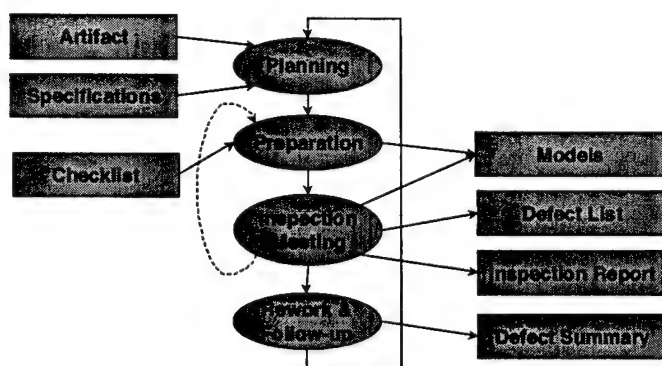 Artifact
Planning
Specifications
Preparation
Models
Checklist
Inspection
Meeting
Defect List
Inspection Report
Rework &
Follow-up
Defect Summary